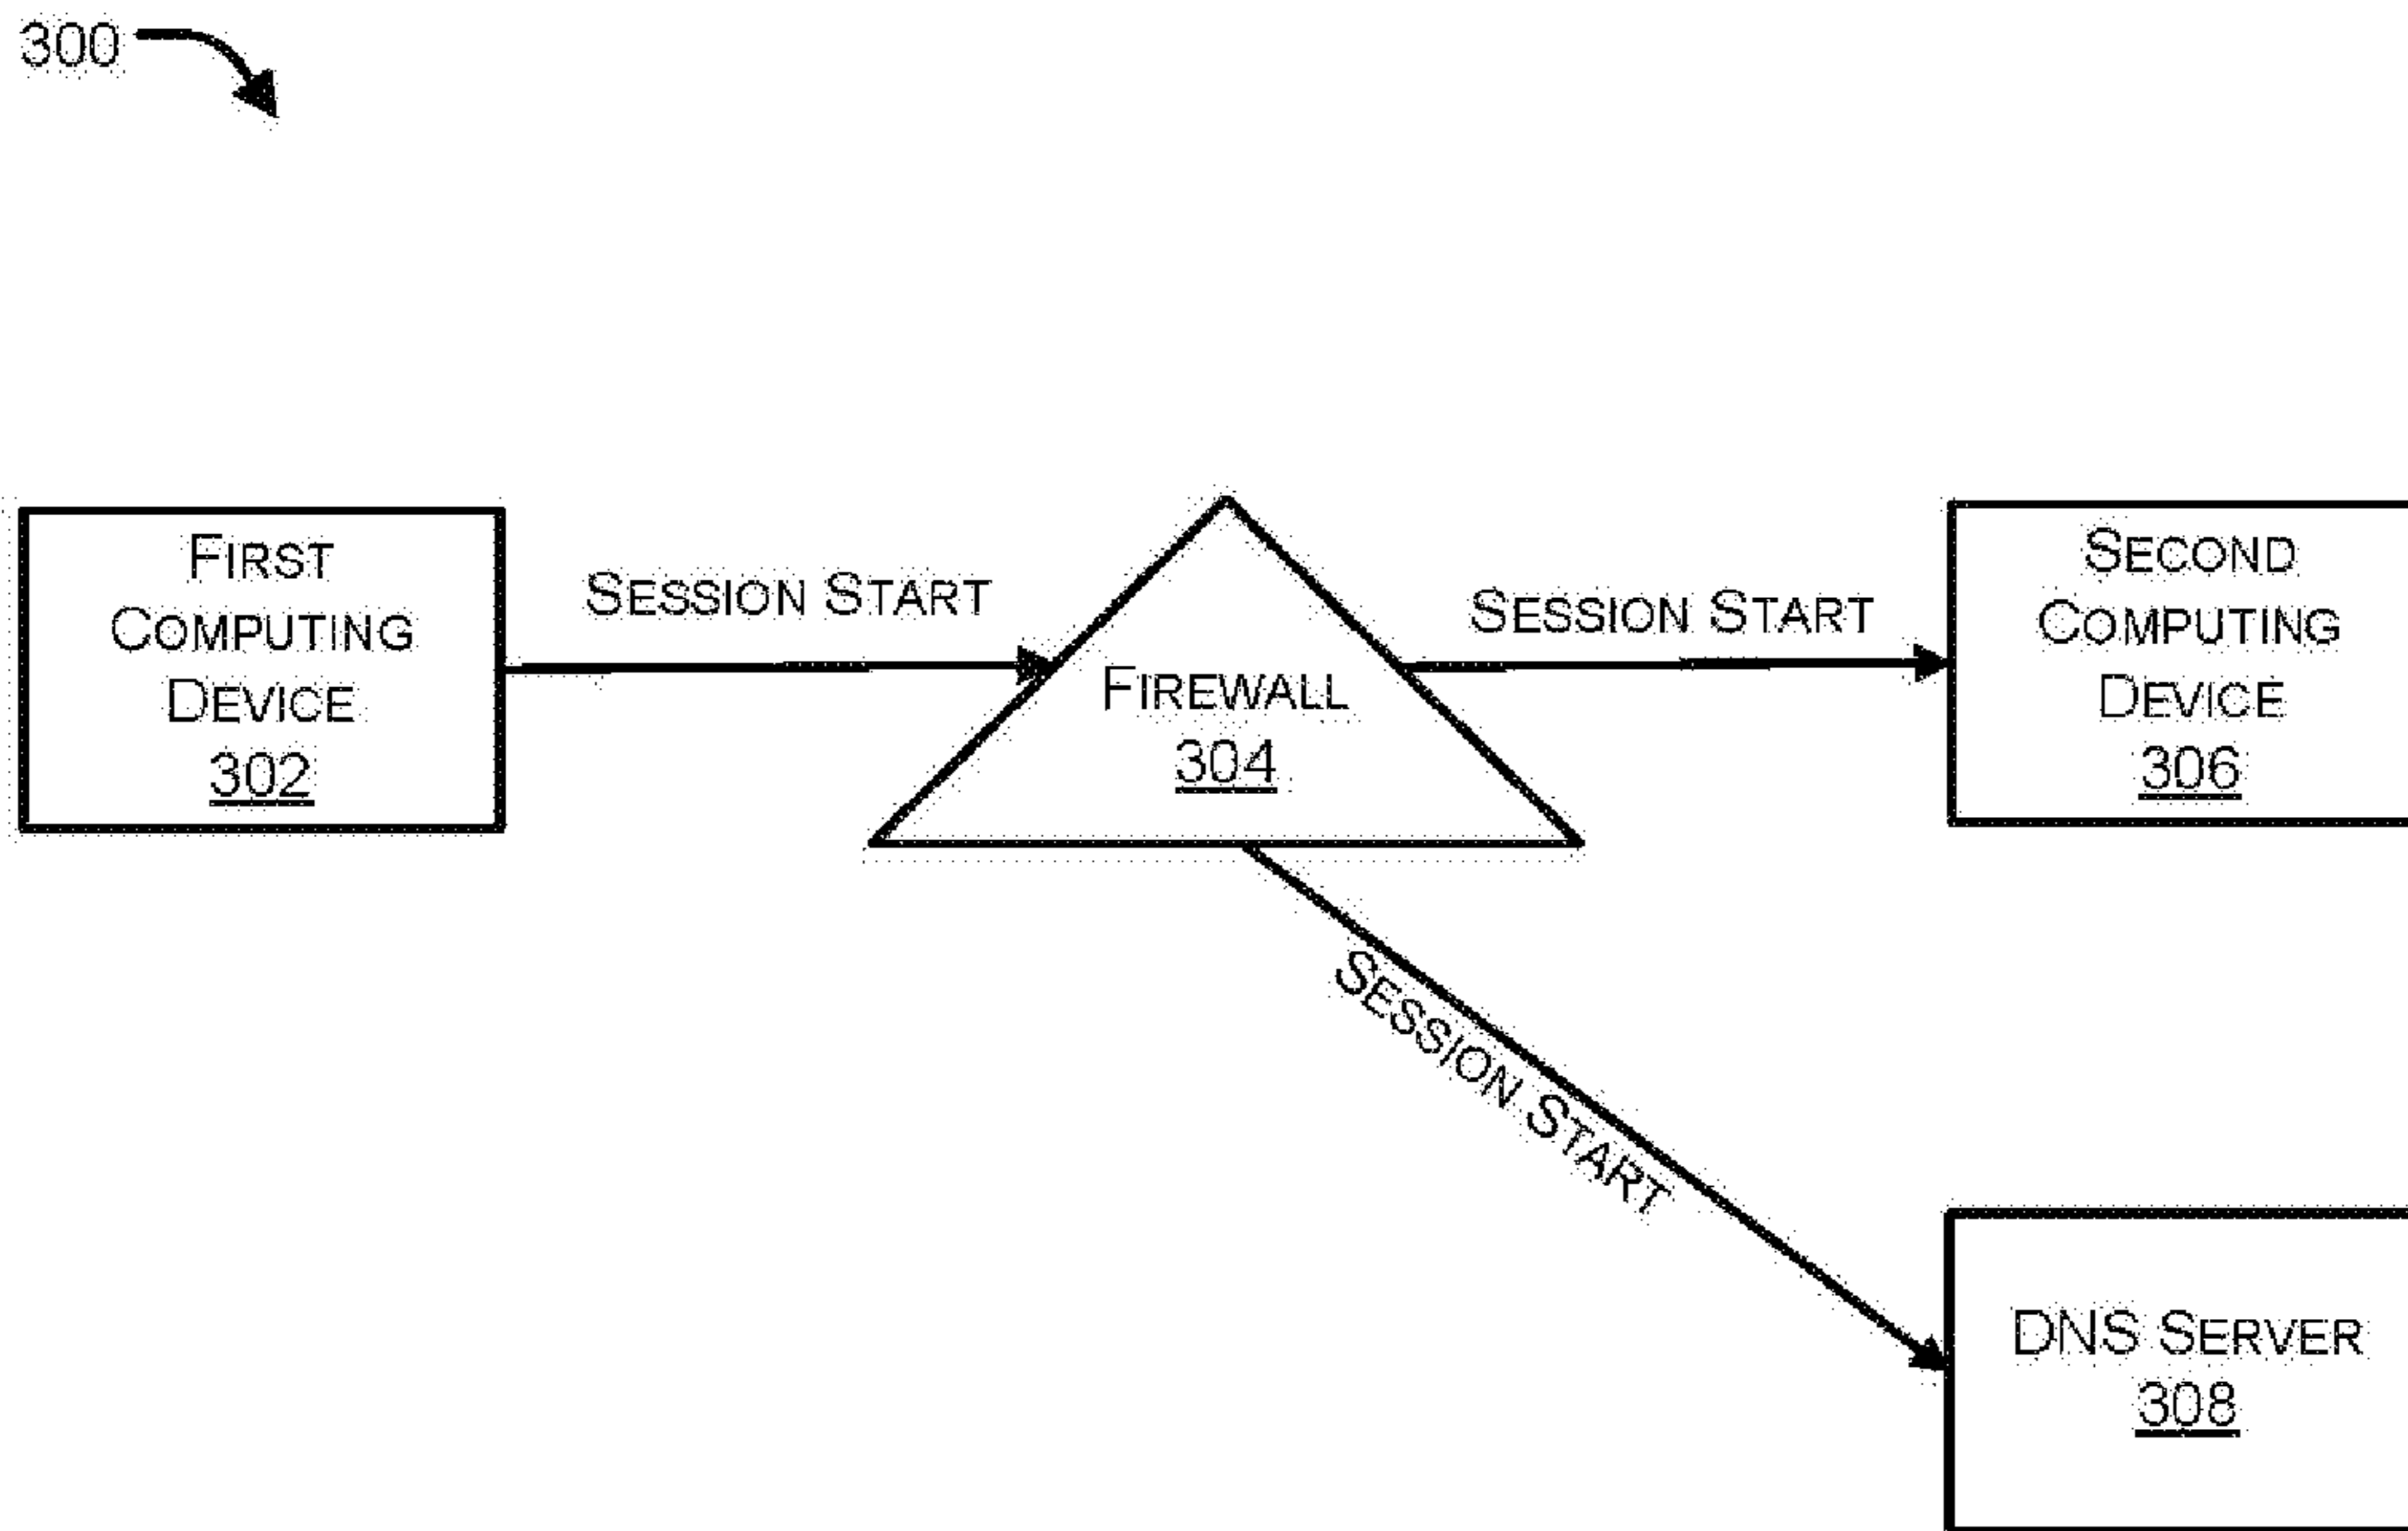 300
FIRST
COMPUTING
DEVICE
302
SESSION START
FIREWALL
304
SESSION START
SECOND
COMPUTING
DEVICE
306
SESSION START
DNS SERVER
308